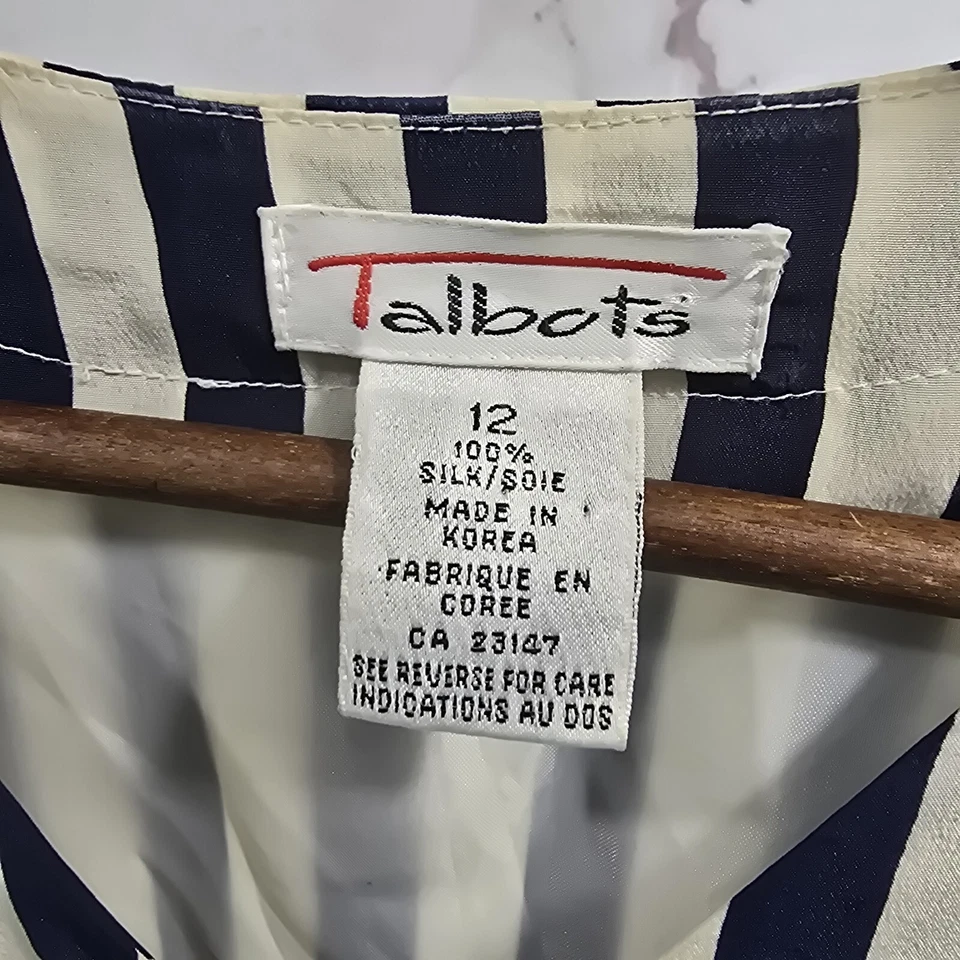 Talbots
12
100%
SILK/SOIE
MADE IN
KOREA
FABRIQUE EN
COREE
CA 23147
SEE REVERSE FOR CARE
INDICATIONS AU DOS